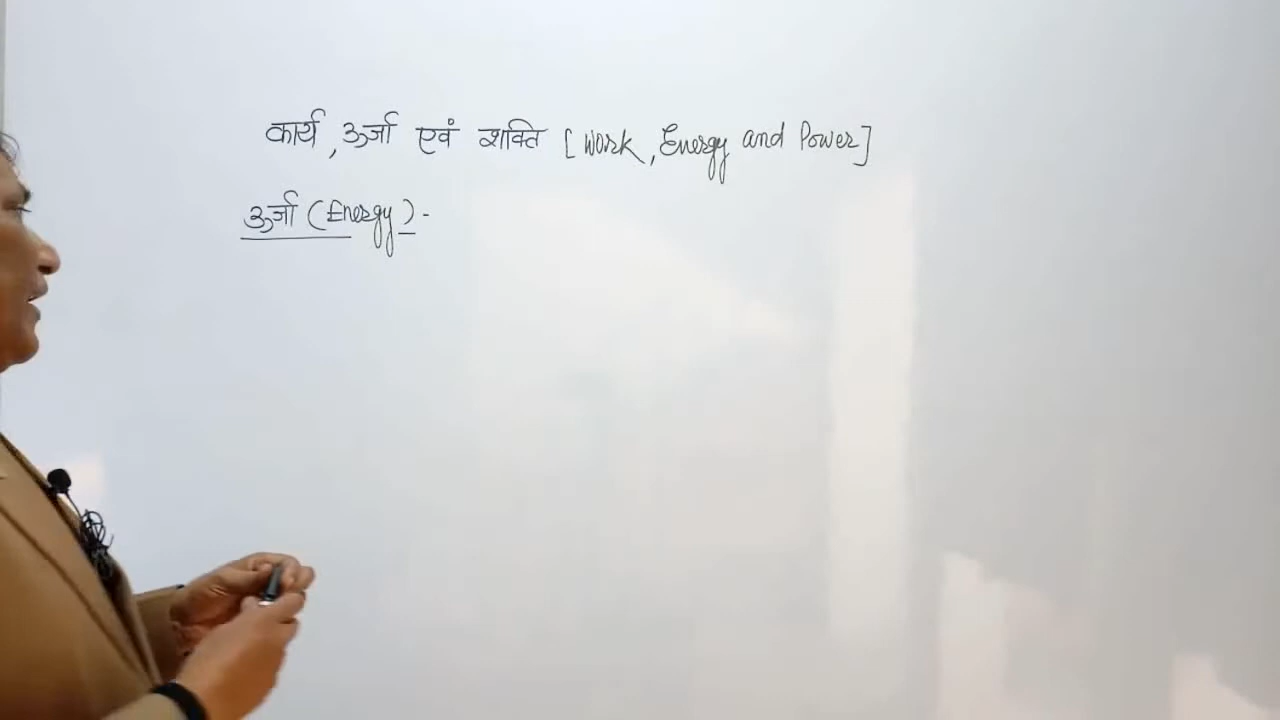 कार्य, ऊर्जा एवं शक्ति [Work, Energy and Power]
ऊर्जा (Energy) -